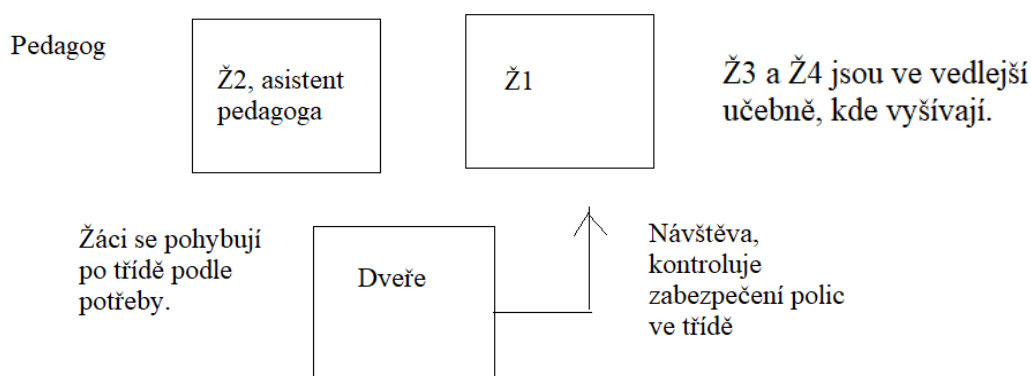 Pedagog
Ž2, asistent
pedagoga
Ž1
Ž3 a Ž4 jsou ve vedlejší
učebně, kde vyšívají.
Žáci se pohybují
po třídě podle
potřeby.
Dveře
Návštěva,
kontroluje
zabezpečení polic
ve třídě